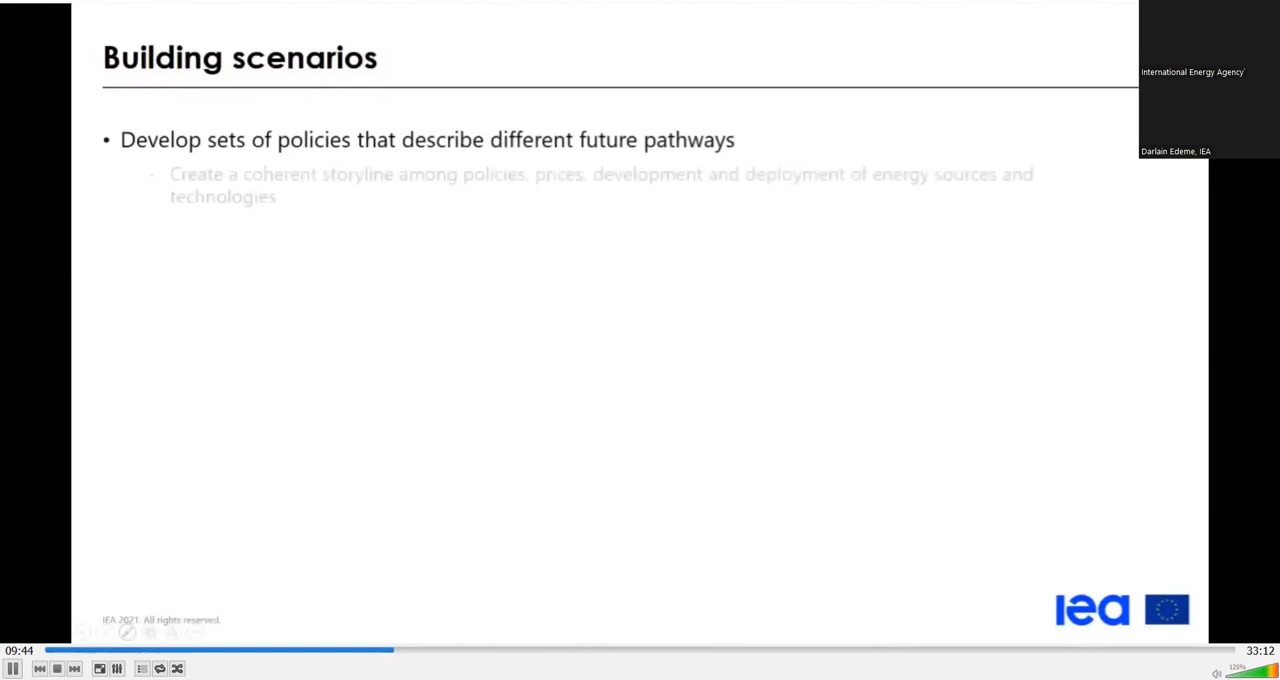 Building scenarios
International Energy Agency'
• Develop sets of policies that describe different future pathways
Darlain Edeme, IEA
- Create a coherent storyline among policies, prices, development and deployment of energy sources and
technologies
IEA 2021. All rights reserved.
iea
09:44
33:12
125%